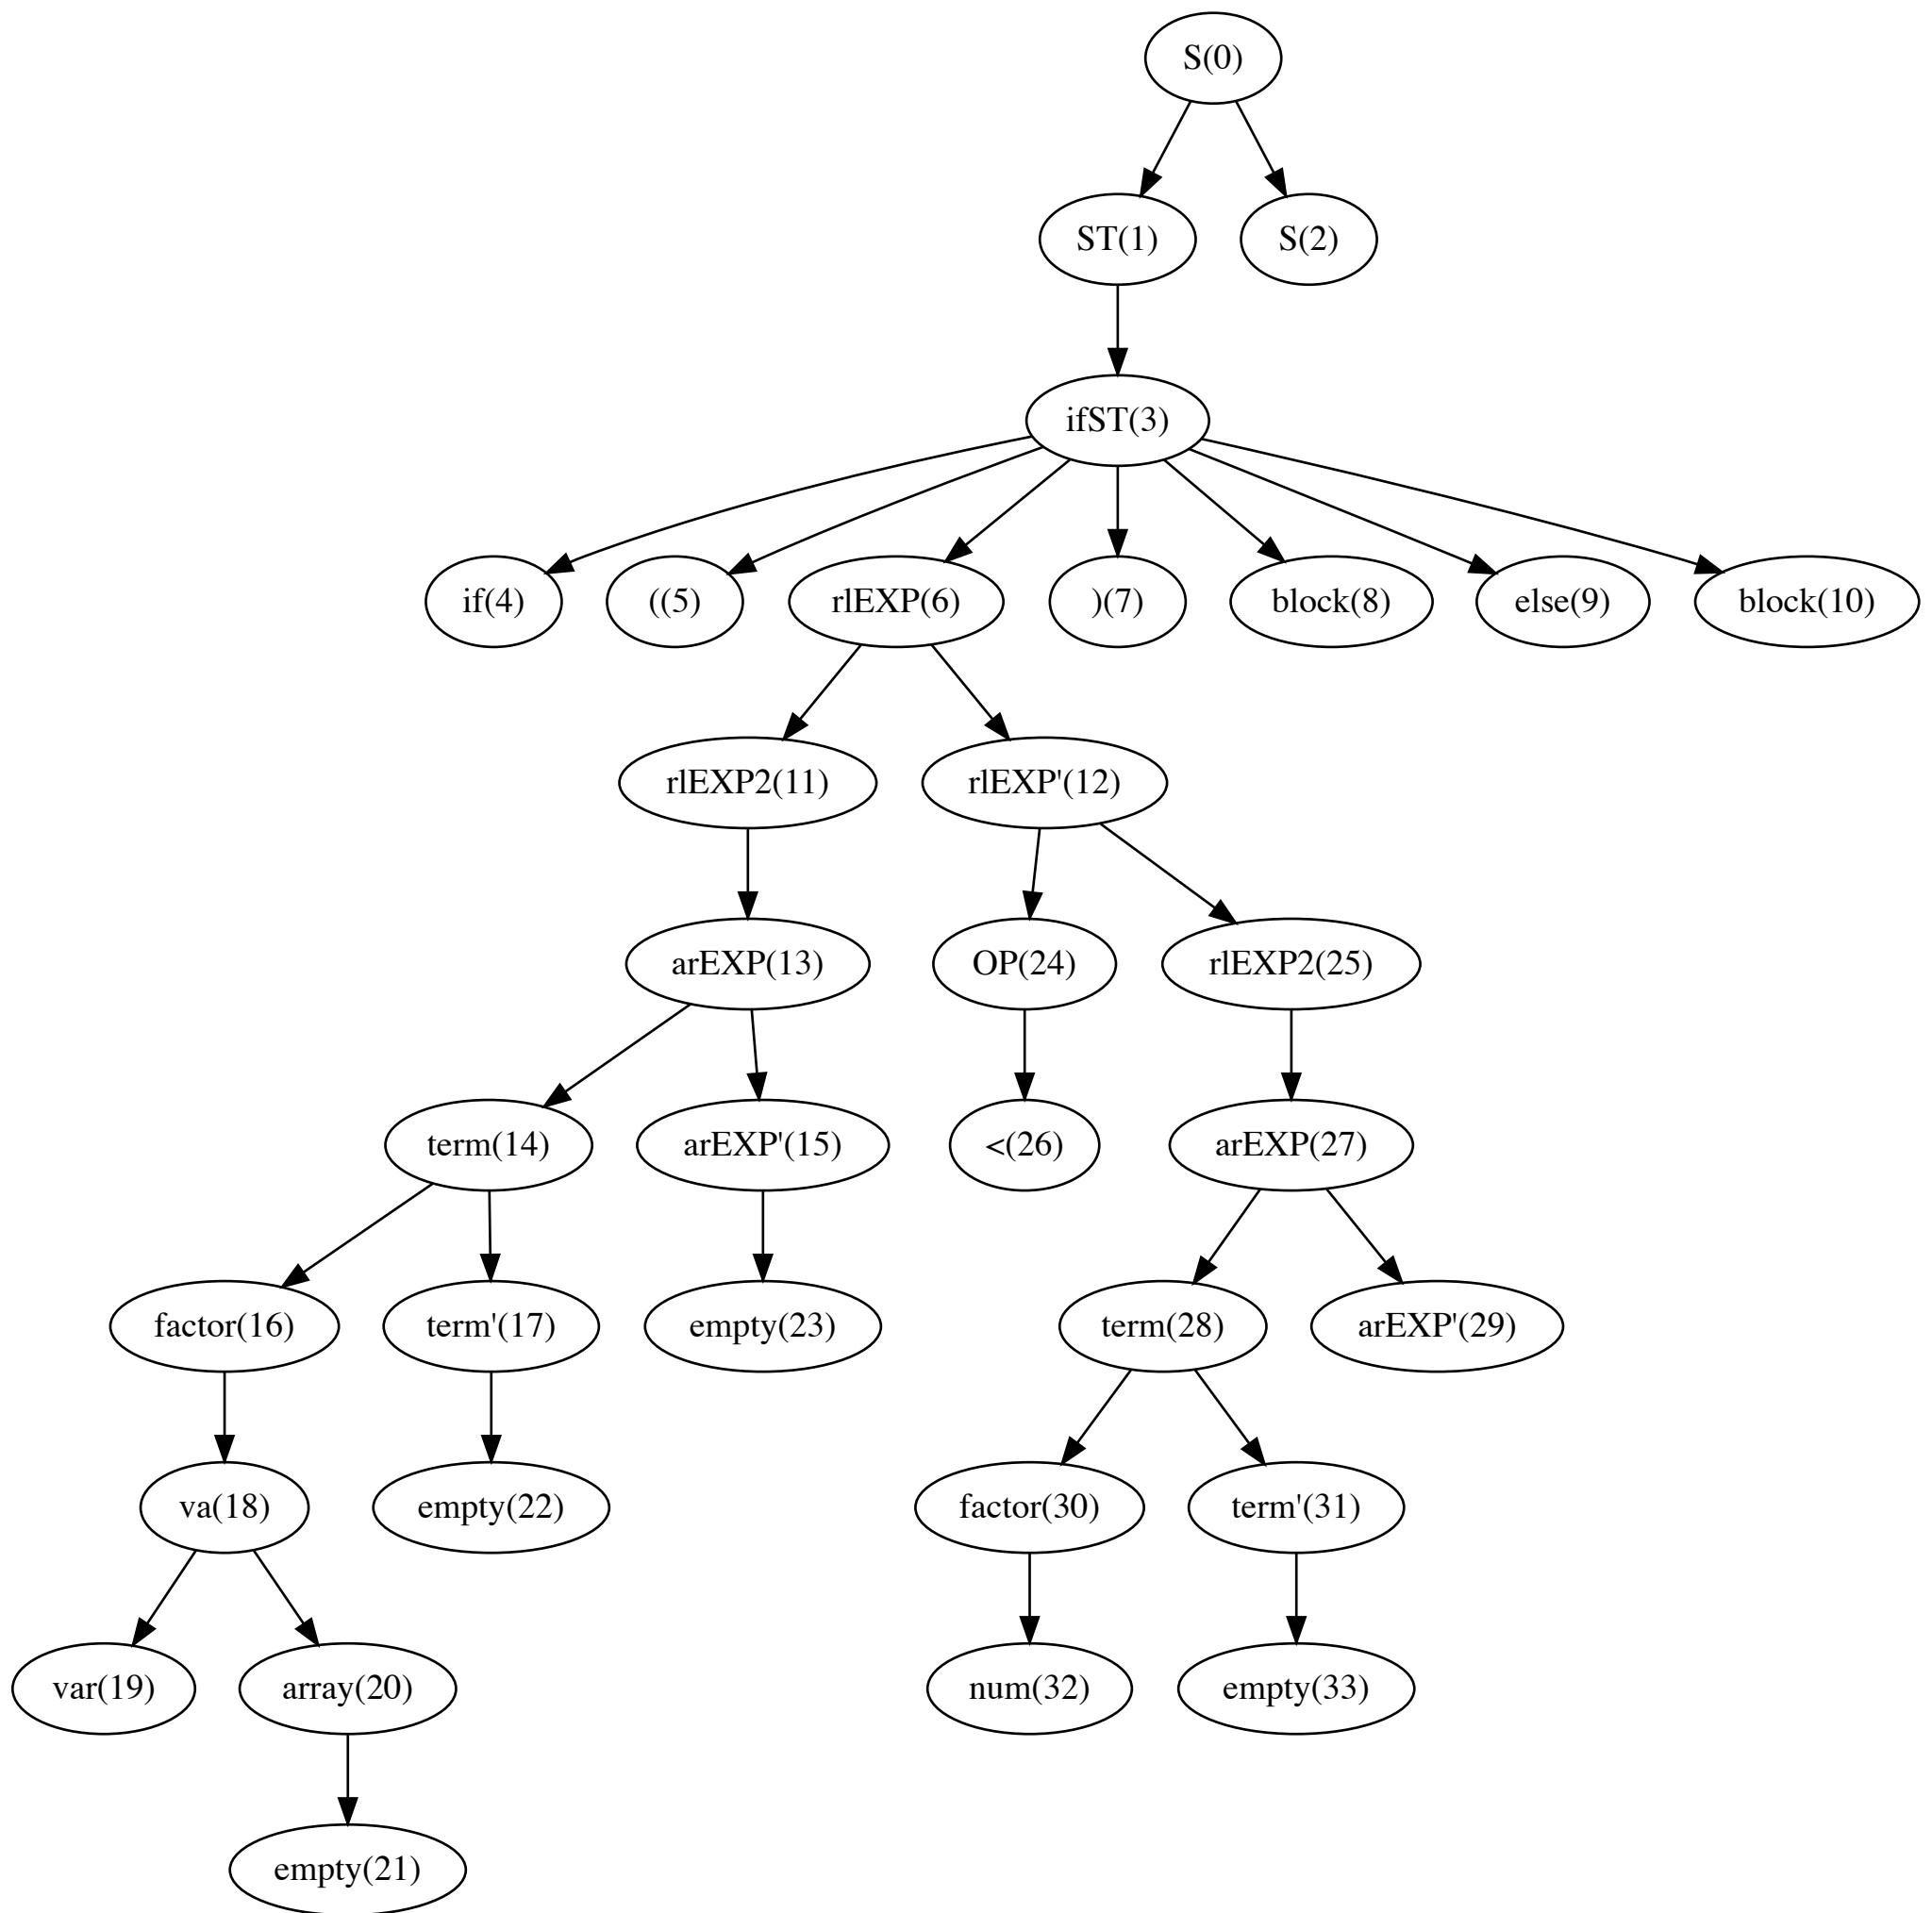 S(0)
ST(1) S(2)
ifST(3)
if(4) ((5) rlEXP(6) )(7) block(8) else(9) block(10)
rlEXP2(11) rlEXP'(12)
arEXP(13) OP(24) rlEXP2(25)
term(14) arEXP'(15) <(26) arEXP(27)
factor(16) term'(17) empty(23) term(28) arEXP'(29)
va(18) empty(22) factor(30) term'(31)
var(19) array(20) num(32) empty(33)
empty(21)